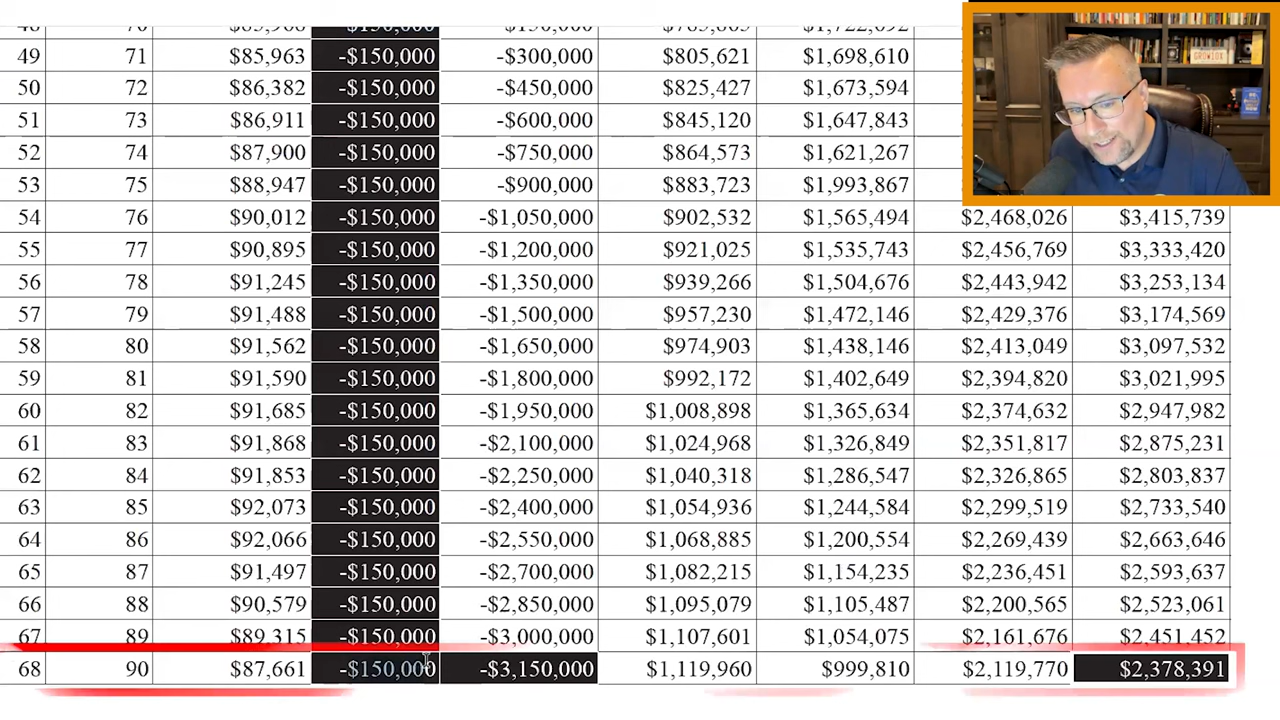 49 71 $85,963 -$150,000 -$300,000 $805,621 $1,698,610
50 72 $86,382 -$150,000 -$450,000 $825,427 $1,673,594
51 73 $86,911 -$150,000 -$600,000 $845,120 $1,647,843
52 74 $87,900 -$150,000 -$750,000 $864,573 $1,621,267
53 75 $88,947 -$150,000 -$900,000 $883,723 $1,993,867
54 76 $90,012 -$150,000 -$1,050,000 $902,532 $1,565,494 $2,468,026 $3,415,739
55 77 $90,895 -$150,000 -$1,200,000 $921,025 $1,535,743 $2,456,769 $3,333,420
56 78 $91,245 -$150,000 -$1,350,000 $939,266 $1,504,676 $2,443,942 $3,253,134
57 79 $91,488 -$150,000 -$1,500,000 $957,230 $1,472,146 $2,429,376 $3,174,569
58 80 $91,562 -$150,000 -$1,650,000 $974,903 $1,438,146 $2,413,049 $3,097,532
59 81 $91,590 -$150,000 -$1,800,000 $992,172 $1,402,649 $2,394,820 $3,021,995
60 82 $91,685 -$150,000 -$1,950,000 $1,008,898 $1,365,634 $2,374,632 $2,947,982
61 83 $91,868 -$150,000 -$2,100,000 $1,024,968 $1,326,849 $2,351,817 $2,875,231
62 84 $91,853 -$150,000 -$2,250,000 $1,040,318 $1,286,547 $2,326,865 $2,803,837
63 85 $92,073 -$150,000 -$2,400,000 $1,054,936 $1,244,584 $2,299,519 $2,733,540
64 86 $92,066 -$150,000 -$2,550,000 $1,068,885 $1,200,554 $2,269,439 $2,663,646
65 87 $91,497 -$150,000 -$2,700,000 $1,082,215 $1,154,235 $2,236,451 $2,593,637
66 88 $90,579 -$150,000 -$2,850,000 $1,095,079 $1,105,487 $2,200,565 $2,523,061
67 89 $89,315 -$150,000 -$3,000,000 $1,107,601 $1,054,075 $2,161,676 $2,451,452
68 90 $87,661 -$150,000 -$3,150,000 $1,119,960 $999,810 $2,119,770 $2,378,391